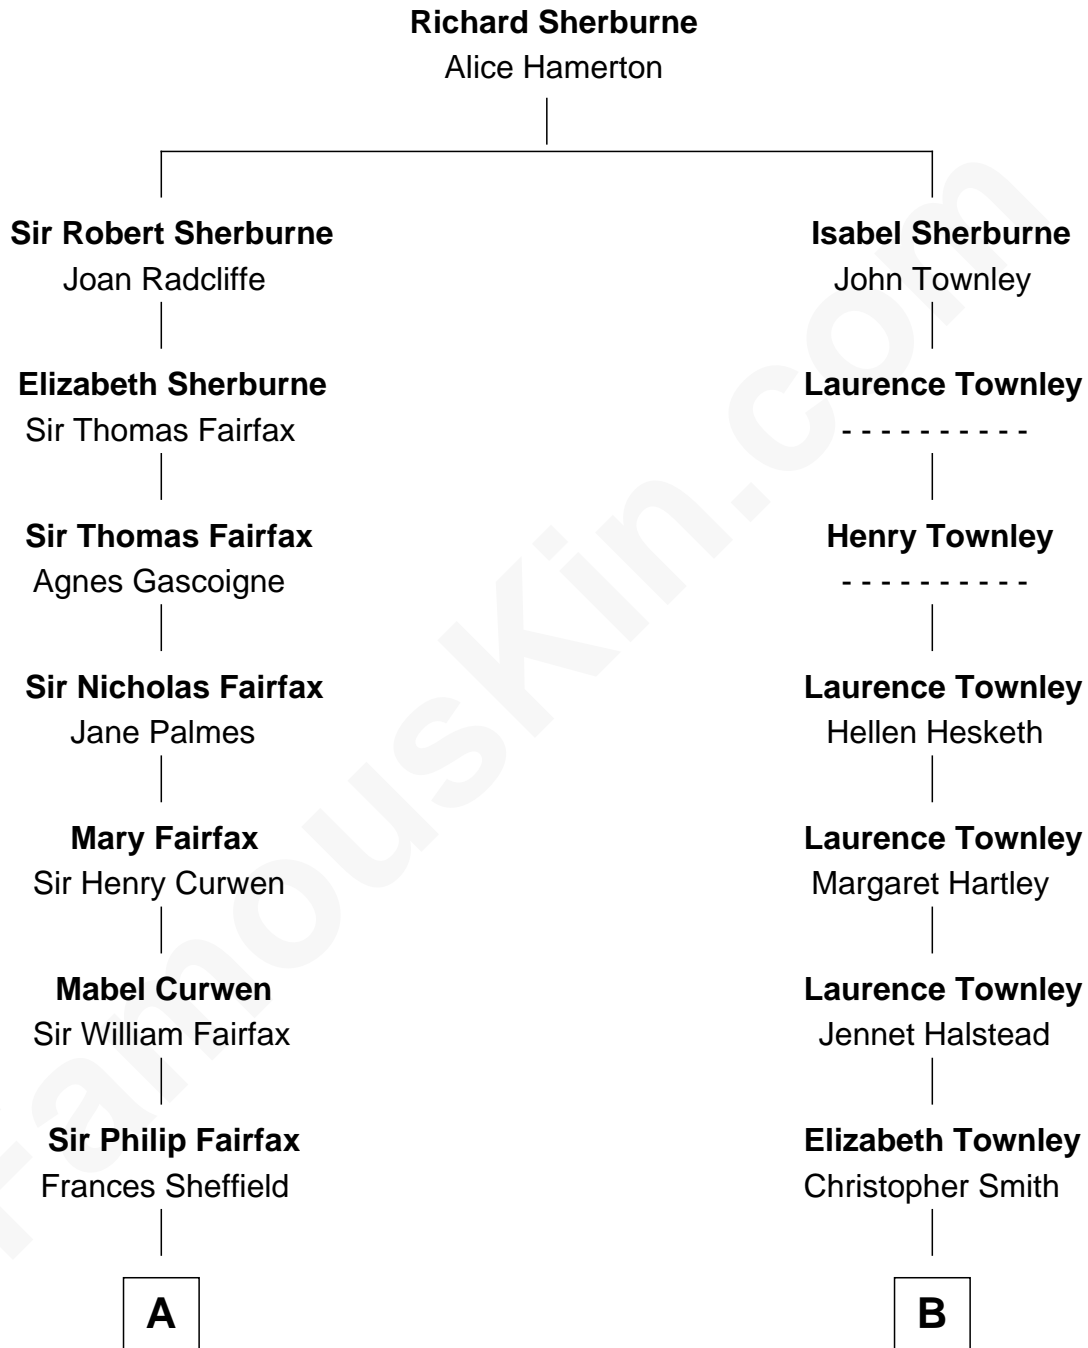 Richard Sherburne
Alice Hamerton
Sir Robert Sherburne
Joan Radcliffe
Isabel Sherburne
John Townley
Elizabeth Sherburne
Sir Thomas Fairfax
Laurence Townley
- - - - - - - - - -
Sir Thomas Fairfax
Agnes Gascoigne
Henry Townley
- - - - - - - - - -
Sir Nicholas Fairfax
Jane Palmes
Laurence Townley
Hellen Hesketh
Mary Fairfax
Sir Henry Curwen
Laurence Townley
Margaret Hartley
Mabel Curwen
Sir William Fairfax
Laurence Townley
Jennet Halstead
Sir Philip Fairfax
Frances Sheffield
Elizabeth Townley
Christopher Smith
A
B
FamousKin.com